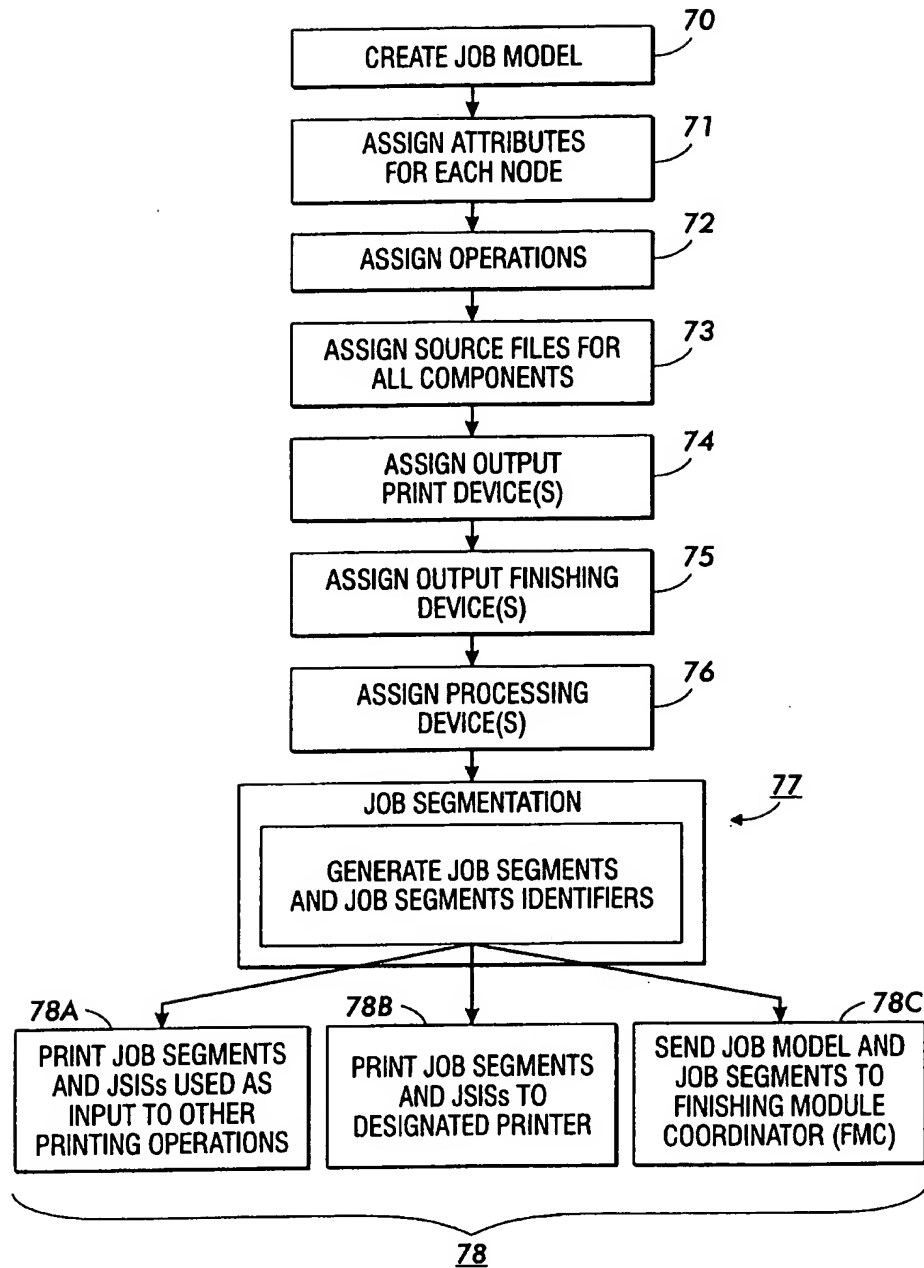 70
CREATE JOB MODEL
71
ASSIGN ATTRIBUTES
FOR EACH NODE
72
ASSIGN OPERATIONS
73
ASSIGN SOURCE FILES FOR
ALL COMPONENTS
74
ASSIGN OUTPUT
PRINT DEVICE(S)
75
ASSIGN OUTPUT FINISHING
DEVICE(S)
76
ASSIGN PROCESSING
DEVICE(S)
77
JOB SEGMENTATION
GENERATE JOB SEGMENTS
AND JOB SEGMENTS IDENTIFIERS
78A
PRINT JOB SEGMENTS
AND JSISs USED AS
INPUT TO OTHER
PRINTING OPERATIONS
78B
PRINT JOB SEGMENTS
AND JSISs TO
DESIGNATED PRINTER
78C
SEND JOB MODEL AND
JOB SEGMENTS TO
FINISHING MODULE
COORDINATOR (FMC)
78